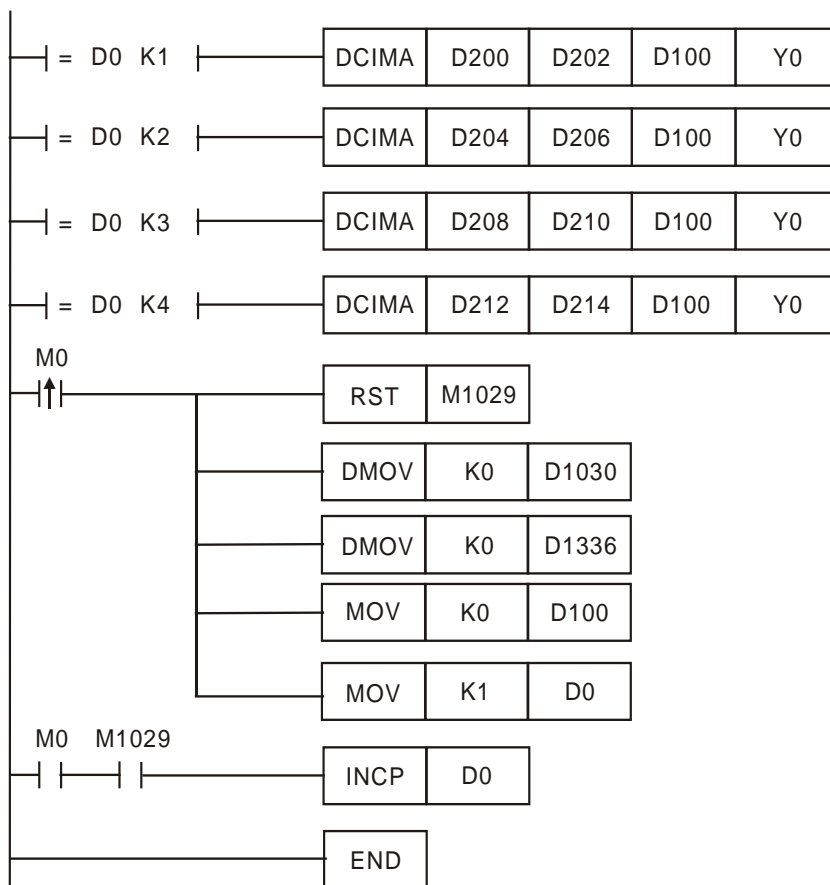 = D0 K1 DCIMA D200 D202 D100 Y0
= D0 K2 DCIMA D204 D206 D100 Y0
= D0 K3 DCIMA D208 D210 D100 Y0
= D0 K4 DCIMA D212 D214 D100 Y0
M0
RST M1029
DMOV K0 D1030
DMOV K0 D1336
MOV K0 D100
MOV K1 D0
M0 M1029
INCP D0
END